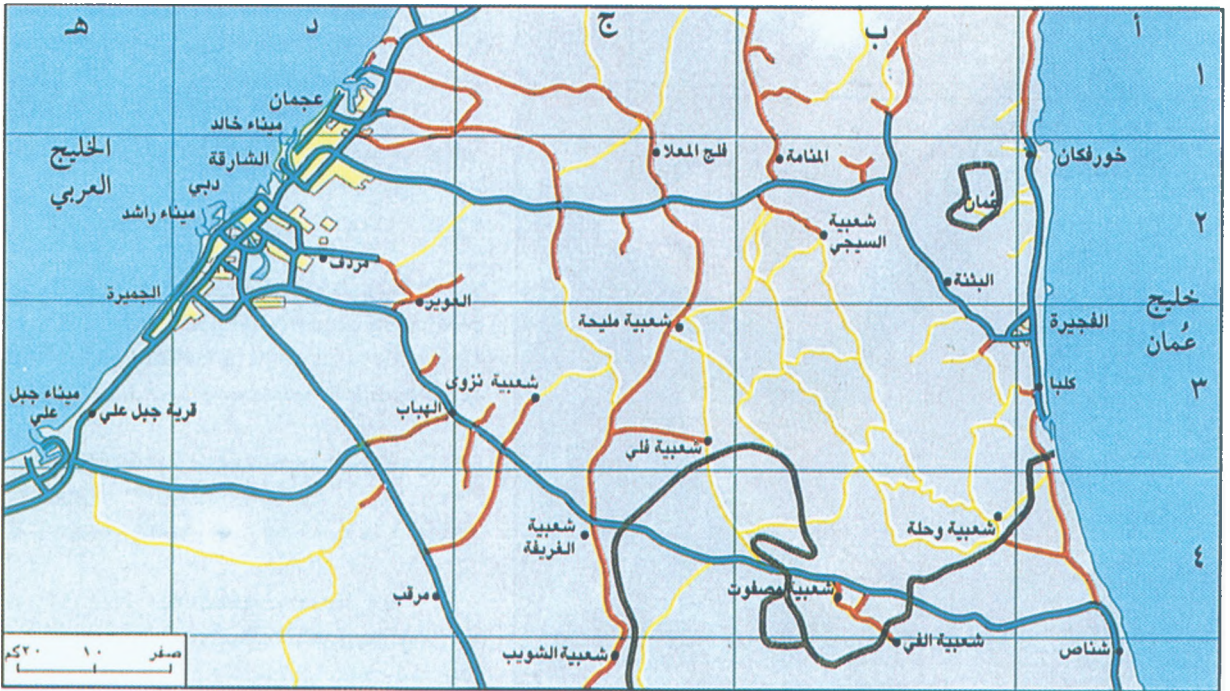 أ
ب
ج
د
هـ
١
٢
٣
٤
الخليج
العربي
خليج
عُمان
عجمان
ميناء خالد
الشارقة
دبي
ميناء راشد
مردف
الجميرة
العوير
فلج المعلا
المنامة
خورفكان
عُمان
شعبية
السيجي
البثنة
الفجيرة
شعبية مليحة
كلبا
شعبية نزوى
الهباب
قرية جبل علي
ميناء جبل
علي
شعبية فلي
شعبية وحلة
شعبية
الغريفة
شعبية مصفوت
مرقب
شعبية الفي
شناص
شعبية الشويب
صفر ١٠ ٢٠كم